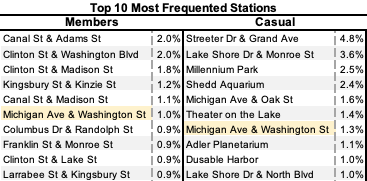 Top 10 Most Frequented Stations
Members Casual
Canal St & Adams St 2.0% Streeter Dr & Grand Ave 4.8%
Clinton St & Washington Blvd 2.0% Lake Shore Dr & Monroe St 3.6%
Clinton St & Madison St 1.8% Millennium Park 2.5%
Kingsbury St & Kinzie St 1.2% Shedd Aquarium 2.4%
Canal St & Madison St 1.1% Michigan Ave & Oak St 1.6%
Michigan Ave & Washington St 1.0% Theater on the Lake 1.4%
Columbus Dr & Randolph St 0.9% Michigan Ave & Washington St 1.3%
Franklin St & Monroe St 0.9% Adler Planetarium 1.1%
Clinton St & Lake St 0.9% Dusable Harbor 1.0%
Larrabee St & Kingsbury St 0.9% Lake Shore Dr & North Blvd 1.0%